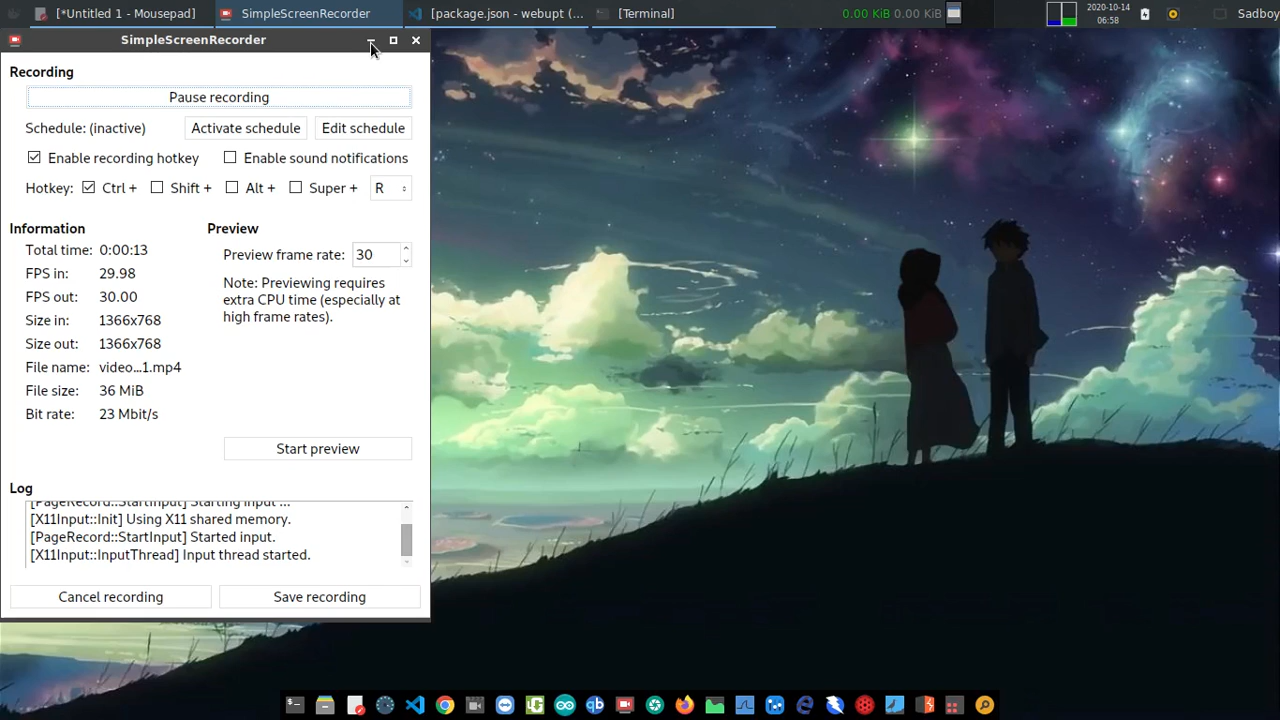 [*Untitled 1 - Mousepad]
SimpleScreenRecorder
[package.json - webupt (...
[Terminal]
0.00 KiB 0.00 KiB
2020-10-14
06:58
Sadboy
SimpleScreenRecorder
Recording
Pause recording
Schedule: (inactive)
Activate schedule
Edit schedule
Enable recording hotkey
Enable sound notifications
Hotkey: Ctrl + Shift + Alt + Super + R
Information
Total time: 0:00:13
FPS in: 29.98
FPS out: 30.00
Size in: 1366x768
Size out: 1366x768
File name: video...1.mp4
File size: 36 MiB
Bit rate: 23 Mbit/s
Preview
Preview frame rate: 30
Note: Previewing requires
extra CPU time (especially at
high frame rates).
Start preview
Log
[PageRecord::StartInput] Starting input ...
[X11Input::Init] Using X11 shared memory.
[PageRecord::StartInput] Started input.
[X11Input::InputThread] Input thread started.
Cancel recording
Save recording